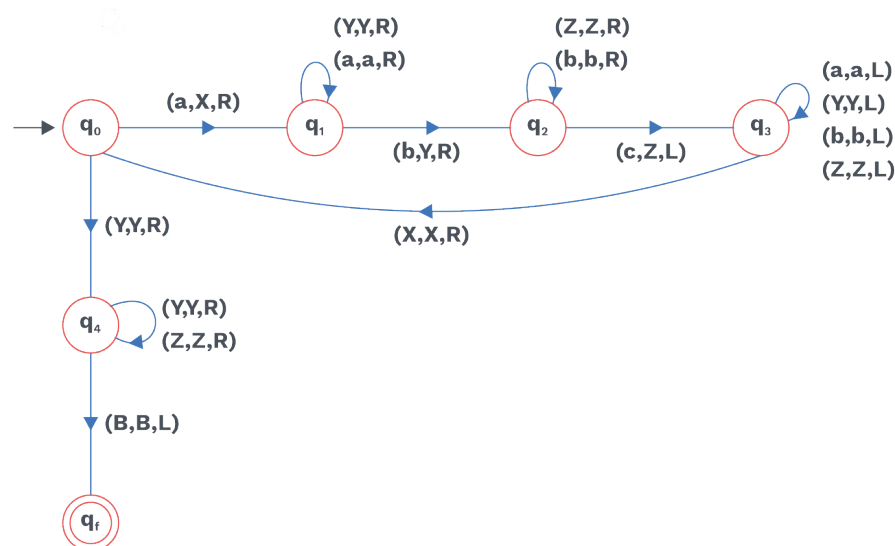 (Y,Y,R)
(a,a,R)
(Z,Z,R)
(b,b,R)
(a,a,L)
(Y,Y,L)
(b,b,L)
(Z,Z,L)
(a,X,R)
q₀
q₁
q₂
q₃
(b,Y,R)
(c,Z,L)
(Y,Y,R)
(X,X,R)
q₄
(Y,Y,R)
(Z,Z,R)
(B,B,L)
qf